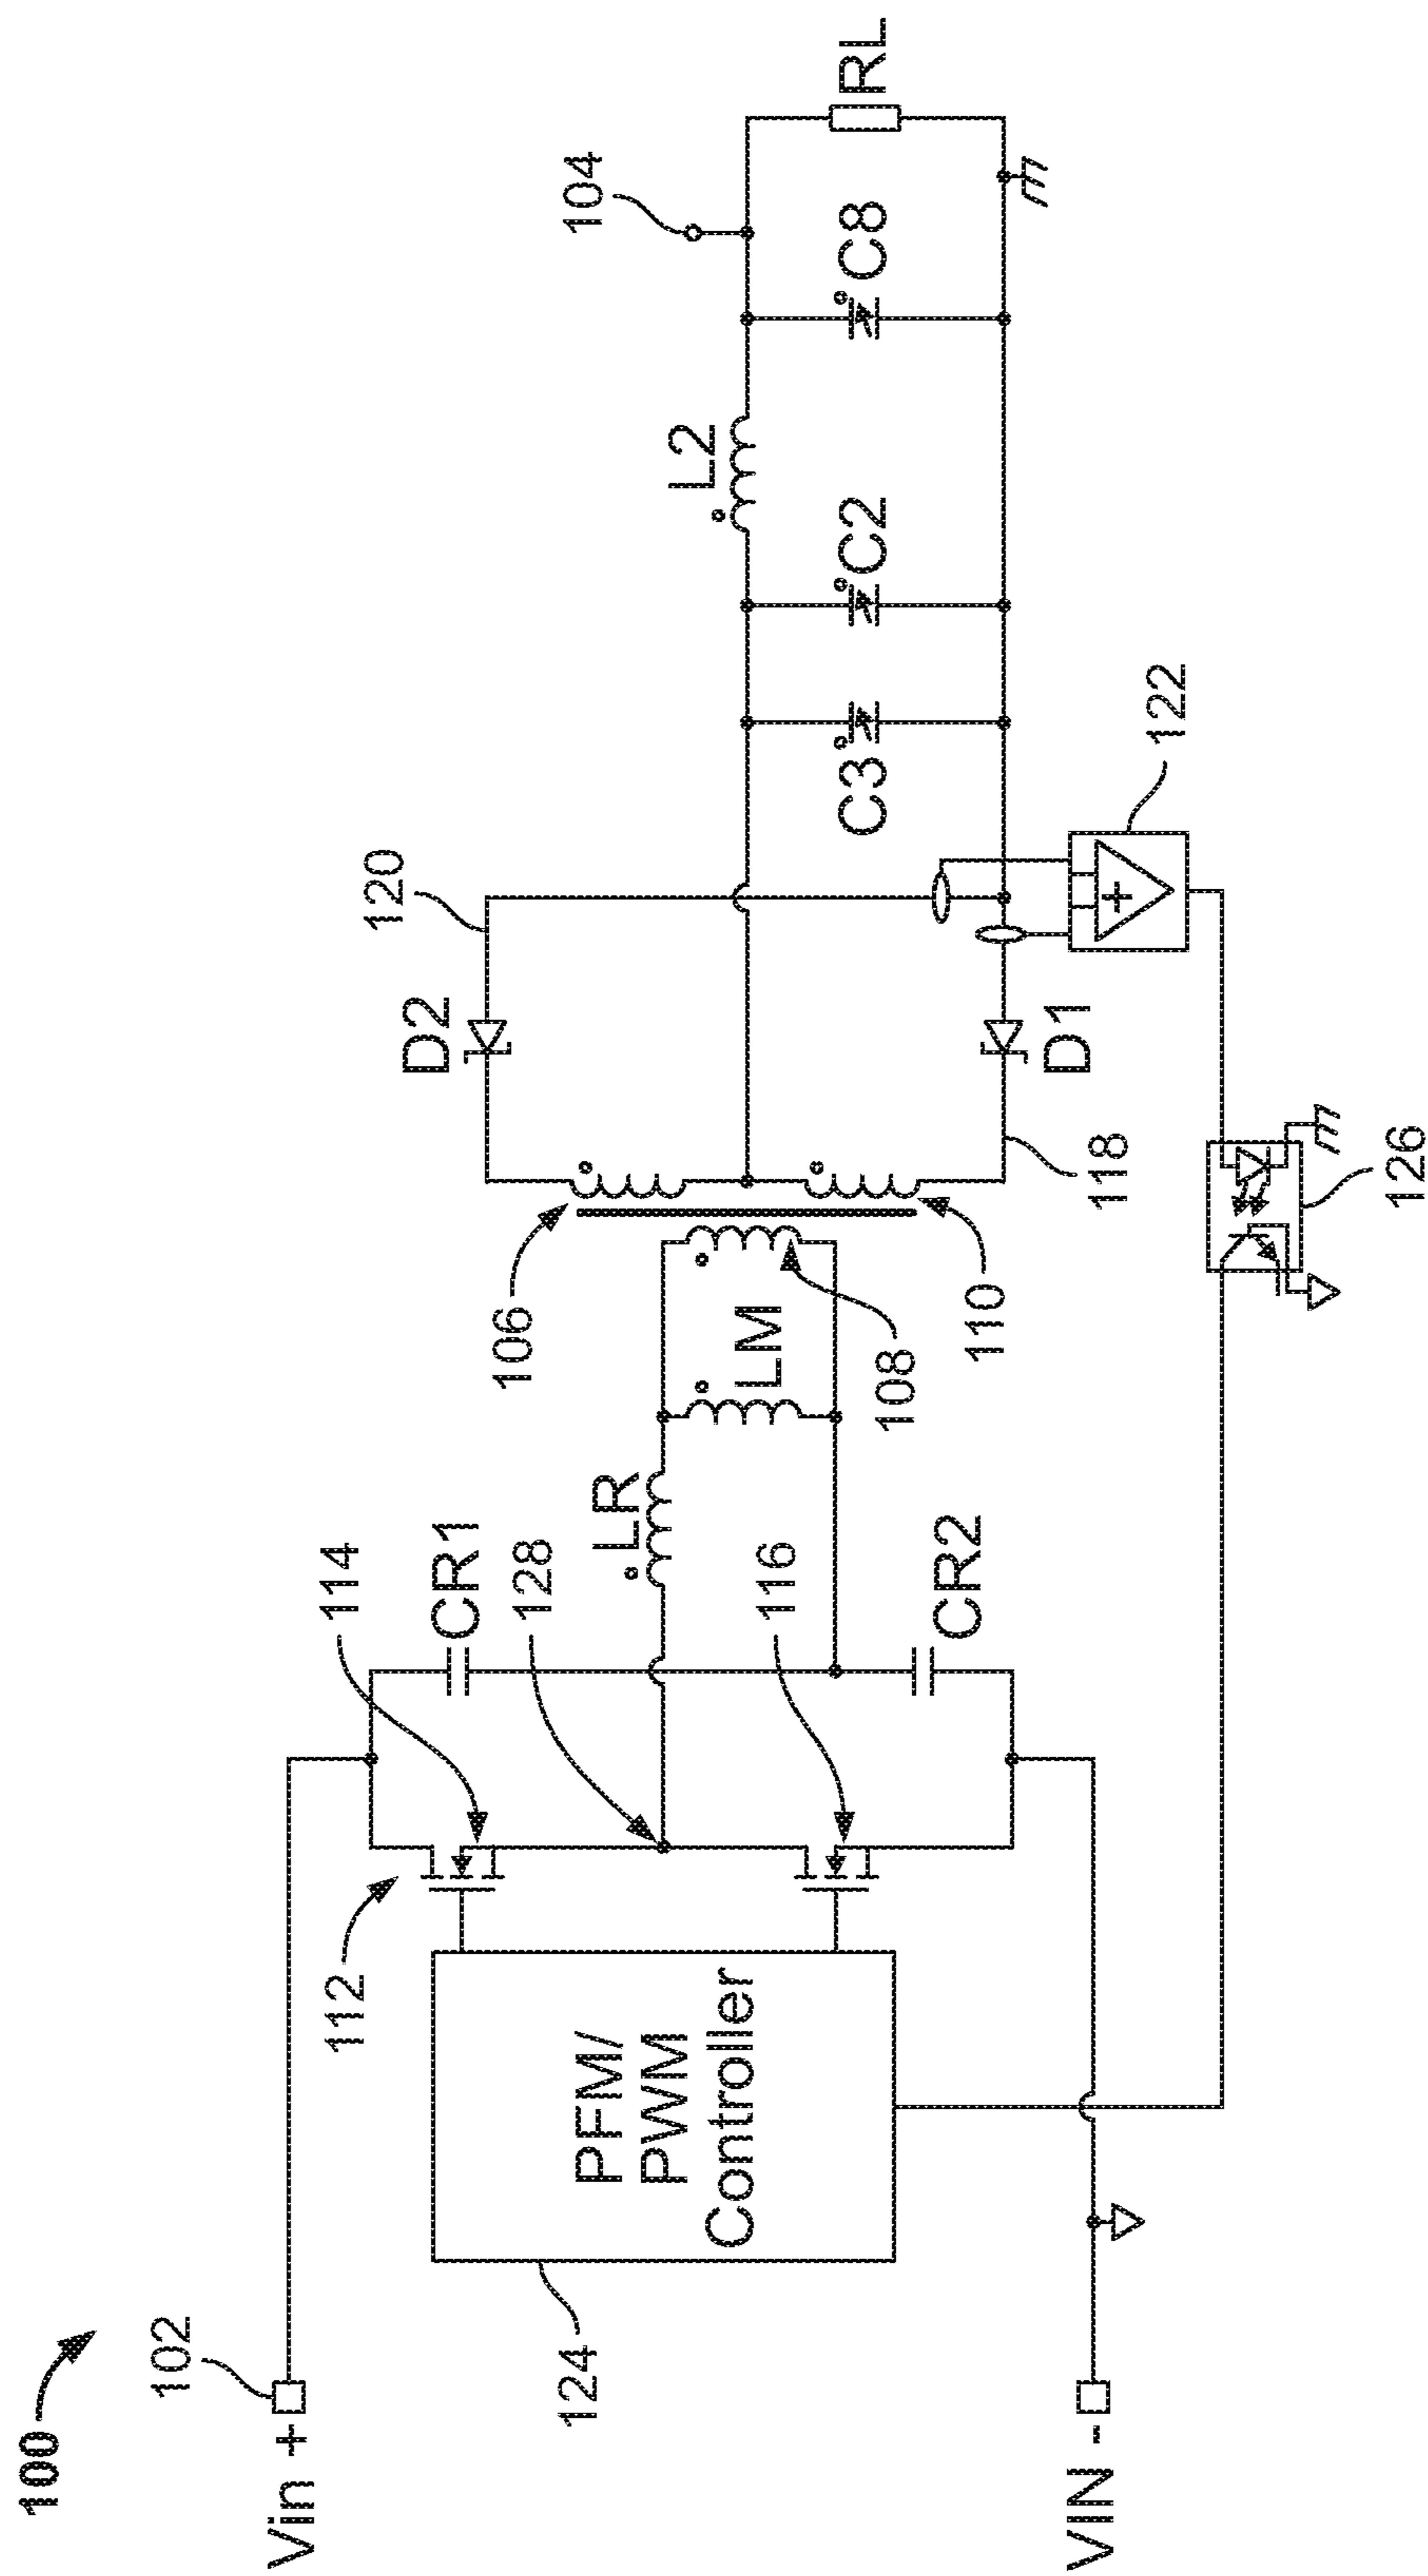 100
Vin +
102
VIN -
124
PFM/
PWM
Controller
112
114
CR1
128
116
CR2
LR
LM
106
108
110
D2
120
D1
118
126
122
C3
C2
L2
C8
104
RL